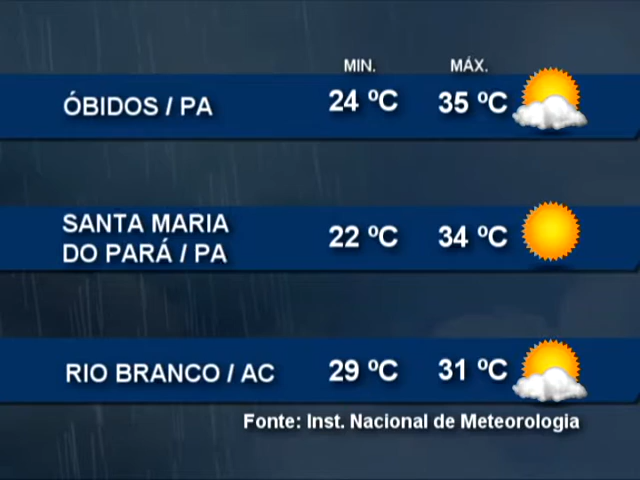 MIN. MÁX.
ÓBIDOS / PA 24 ºC 35 ºC
SANTA MARIA
DO PARÁ / PA 22 ºC 34 ºC
RIO BRANCO / AC 29 ºC 31 ºC
Fonte: Inst. Nacional de Meteorologia